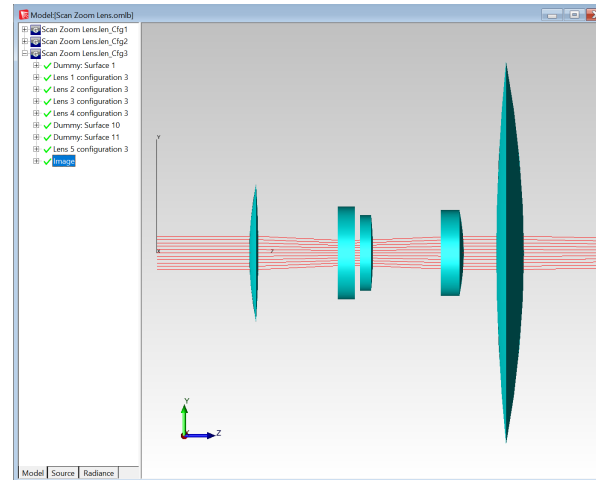 Model:[Scan Zoom Lens.omlb]
Scan Zoom Lens.len_Cfg1
Scan Zoom Lens.len_Cfg2
Scan Zoom Lens.len_Cfg3
Dummy: Surface 1
Lens 1 configuration 3
Lens 2 configuration 3
Lens 3 configuration 3
Lens 4 configuration 3
Dummy: Surface 10
Dummy: Surface 11
Lens 5 configuration 3
Image
Y
X
Z
Y
Z
Model Source Radiance